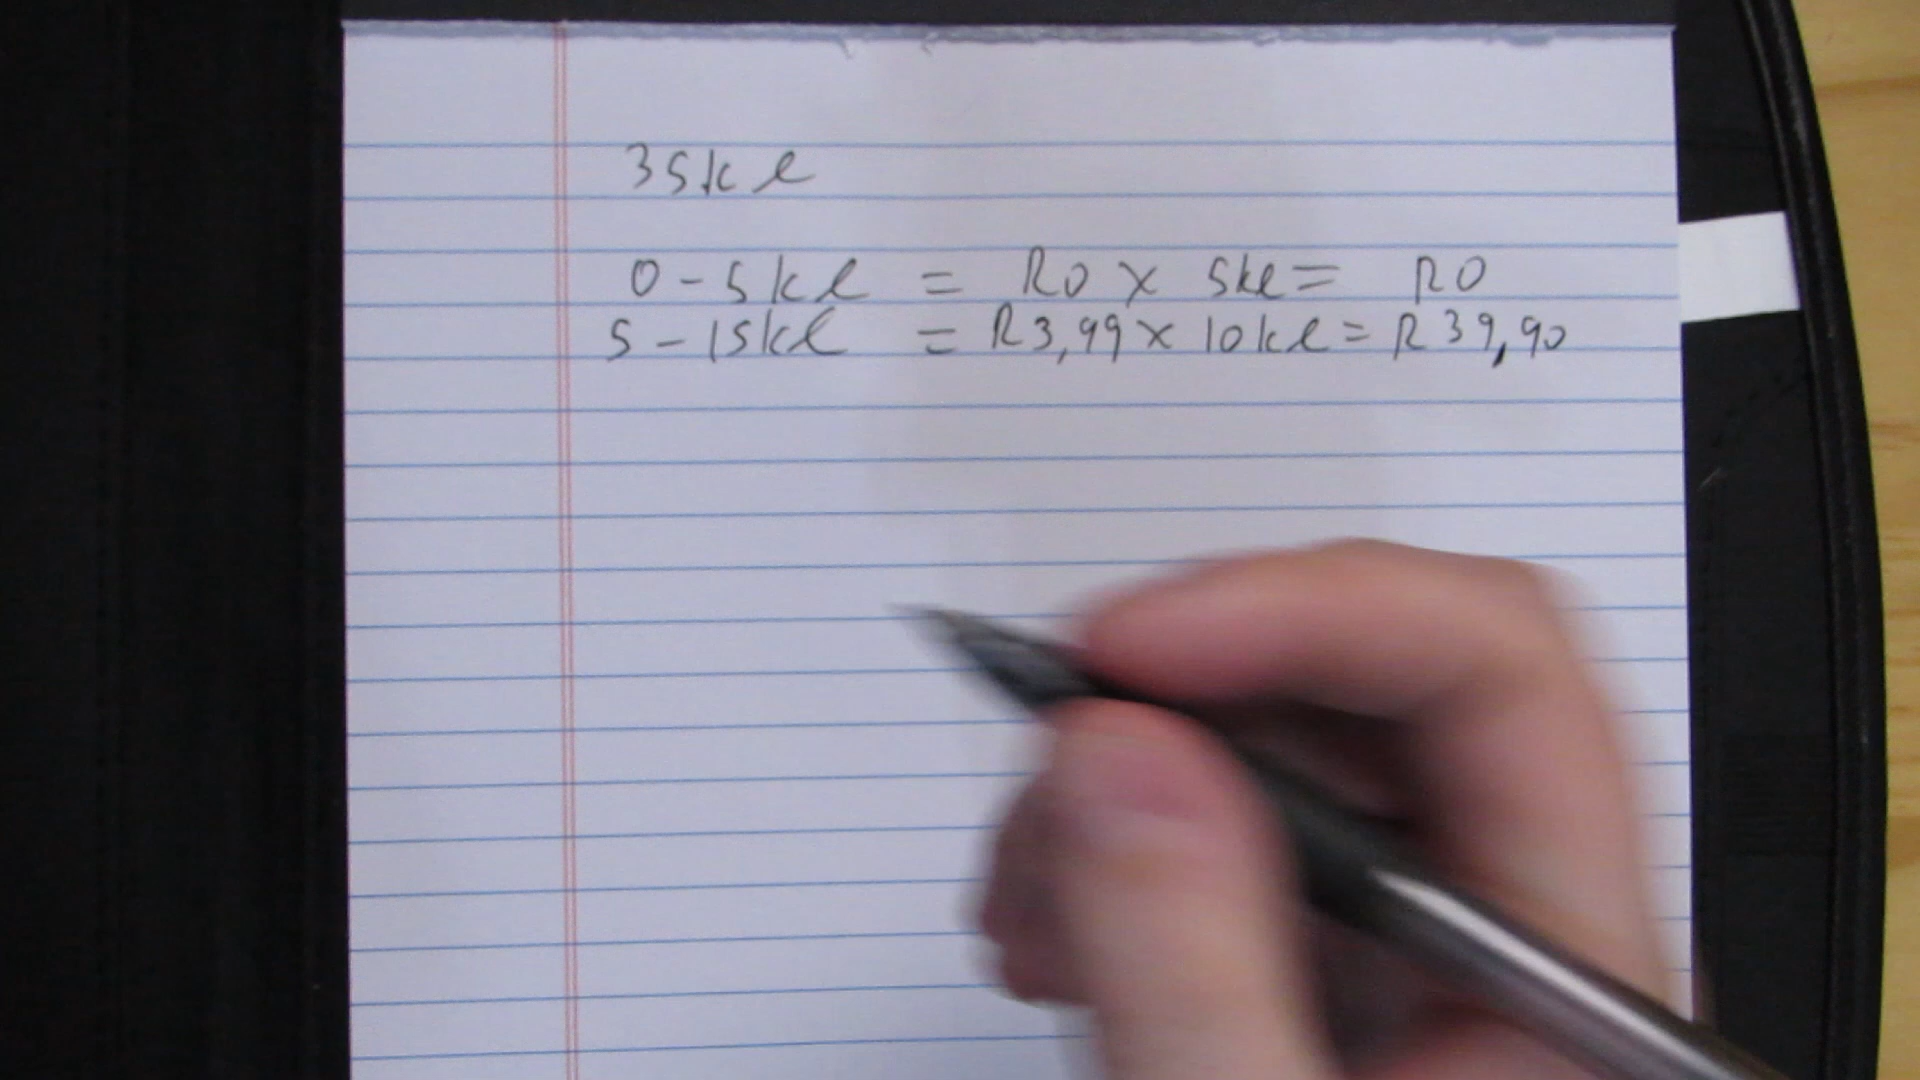 35kl
0-5kl = R0 x 5kl = R0
5-15kl = R3,99 x 10kl = R39,90